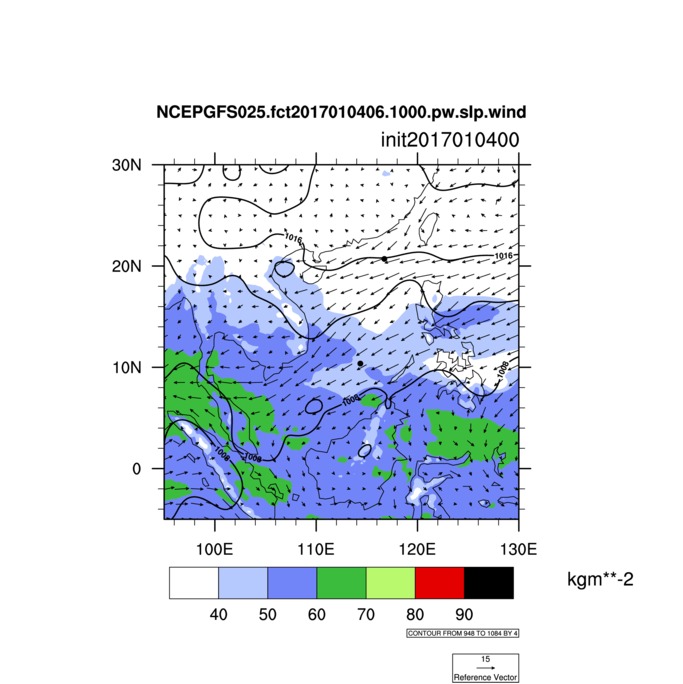 NCEPGFS025.fct2017010406.1000.pw.slp.wind
init2017010400
30N
20N
10N
0
1016
1016
1008
1008
1008
1008
100E 110E 120E 130E
kgm**-2
40 50 60 70 80 90
CONTOUR FROM 948 TO 1084 BY 4
15
Reference Vector